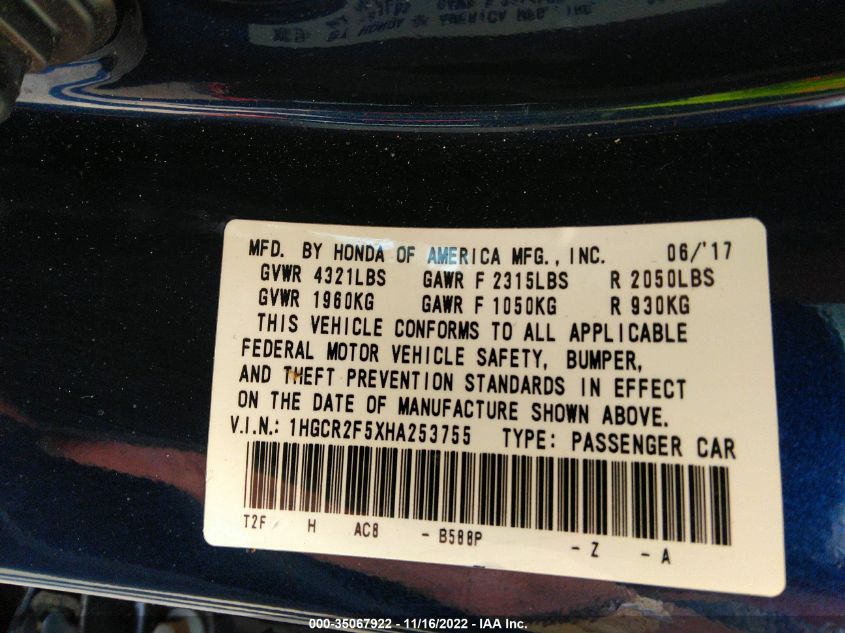 MFD. BY HONDA OF AMERICA MFG., INC. 06/'17
GVWR 4321LBS GAWR F 2315LBS R 2050LBS
GVWR 1960KG GAWR F 1050KG R 930KG
THIS VEHICLE CONFORMS TO ALL APPLICABLE
FEDERAL MOTOR VEHICLE SAFETY, BUMPER,
AND THEFT PREVENTION STANDARDS IN EFFECT
ON THE DATE OF MANUFACTURE SHOWN ABOVE.
V.I.N.: 1HGCR2F5XHA253755 TYPE: PASSENGER CAR
T2F H AC8 - B588P - Z - A
000-35067922 - 11/16/2022 - IAA Inc.